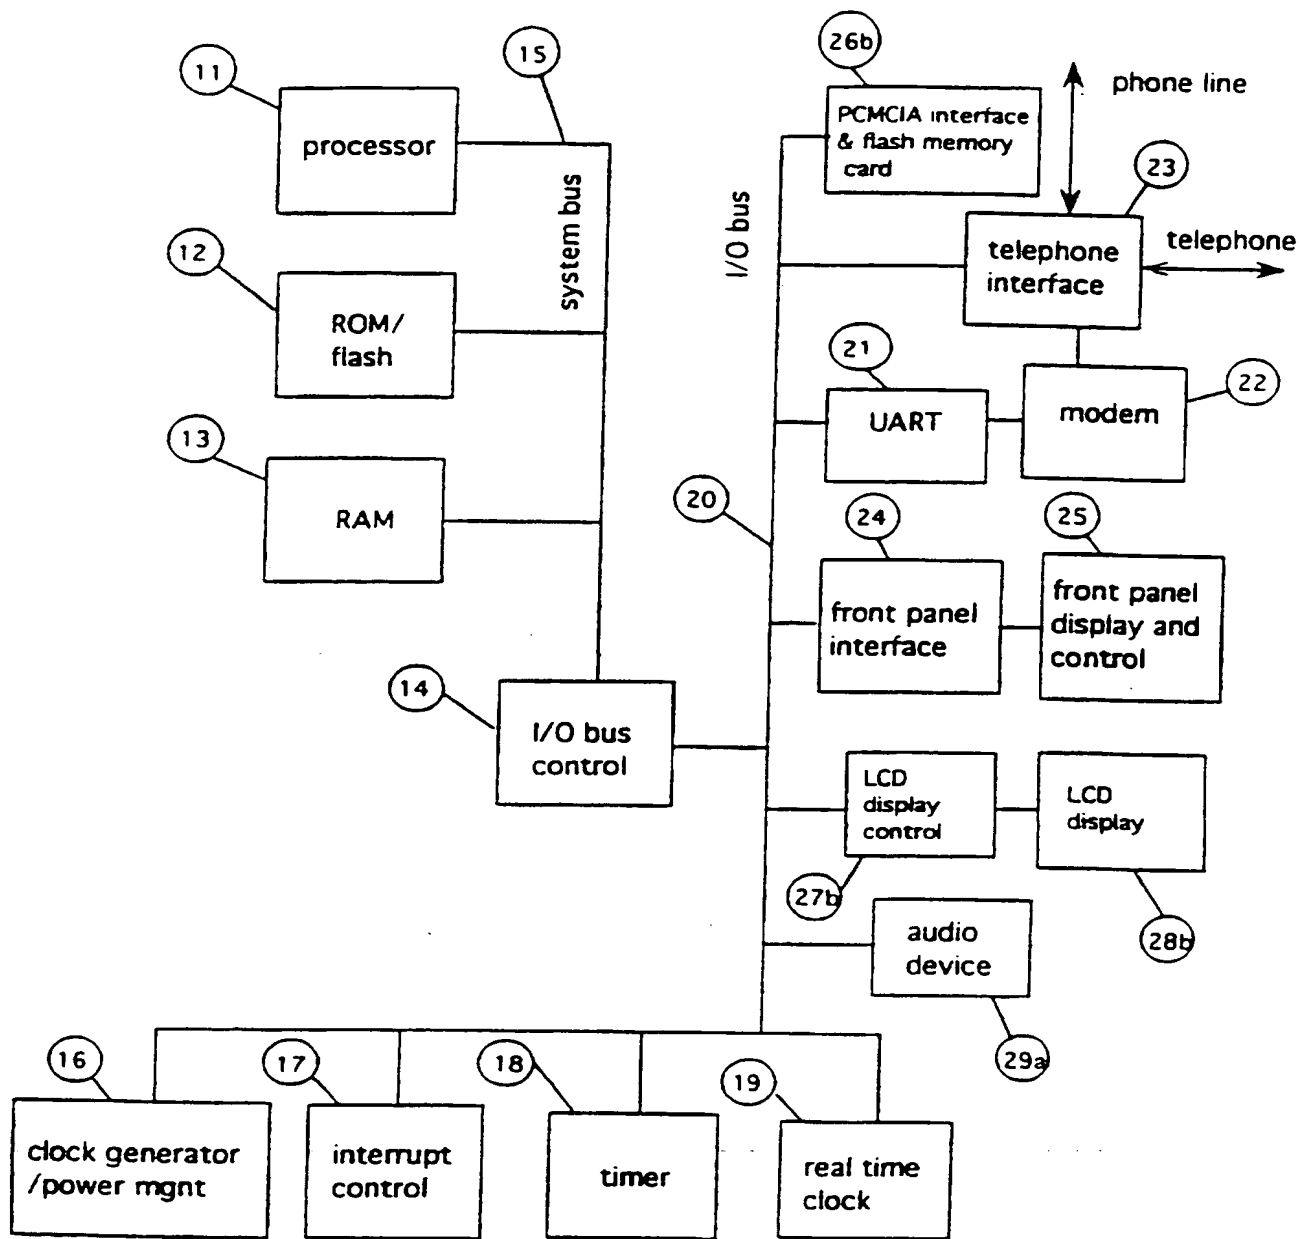 11
processor
15
system bus
12
ROM/
flash
13
RAM
14
I/O bus
control
26b
PCMCIA interface
& flash memory
card
phone line
23
telephone
interface
telephone
I/O bus
21
UART
22
modem
20
24
front panel
interface
25
front panel
display and
control
LCD
display
control
27b
LCD
display
28b
audio
device
29a
16
clock generator
/power mgnt
17
interrupt
control
18
timer
19
real time
clock